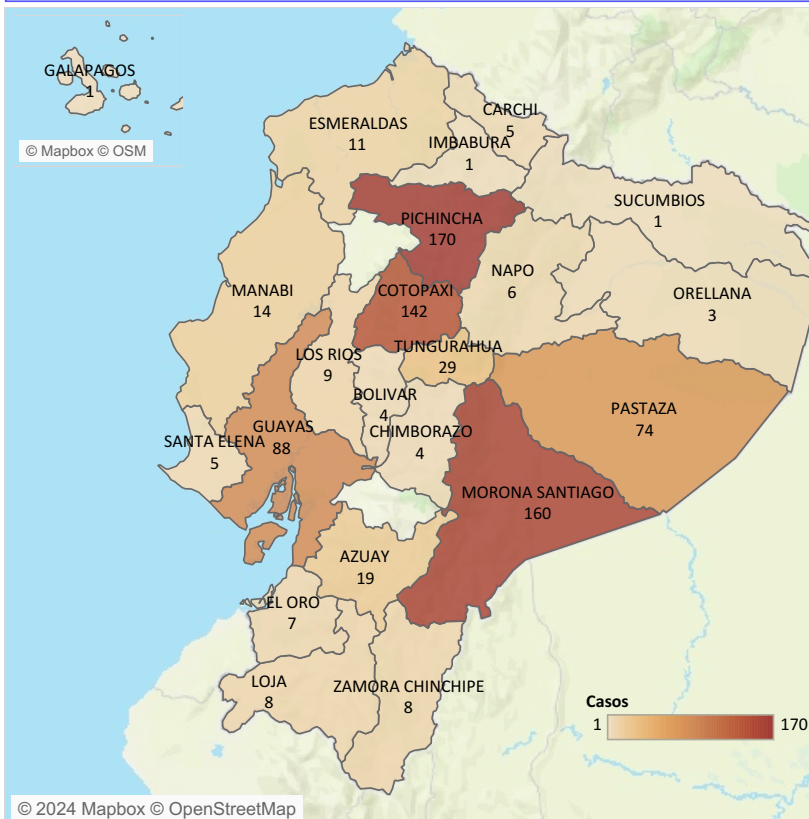 GALAPAGOS
1
© Mapbox © OSM
CARCHI
5
ESMERALDAS
11
IMBABURA
1
SUCUMBIOS
1
PICHINCHA
170
NAPO
6
MANABI
14
COTOPAXI
142
ORELLANA
3
LOS RIOS
9
TUNGURAHUA
29
BOLIVAR
4
PASTAZA
74
GUAYAS
88
CHIMBORAZO
4
SANTA ELENA
5
MORONA SANTIAGO
160
AZUAY
19
EL ORO
7
LOJA
8
ZAMORA CHINCHIPE
8
Casos
1 170
© 2024 Mapbox © OpenStreetMap